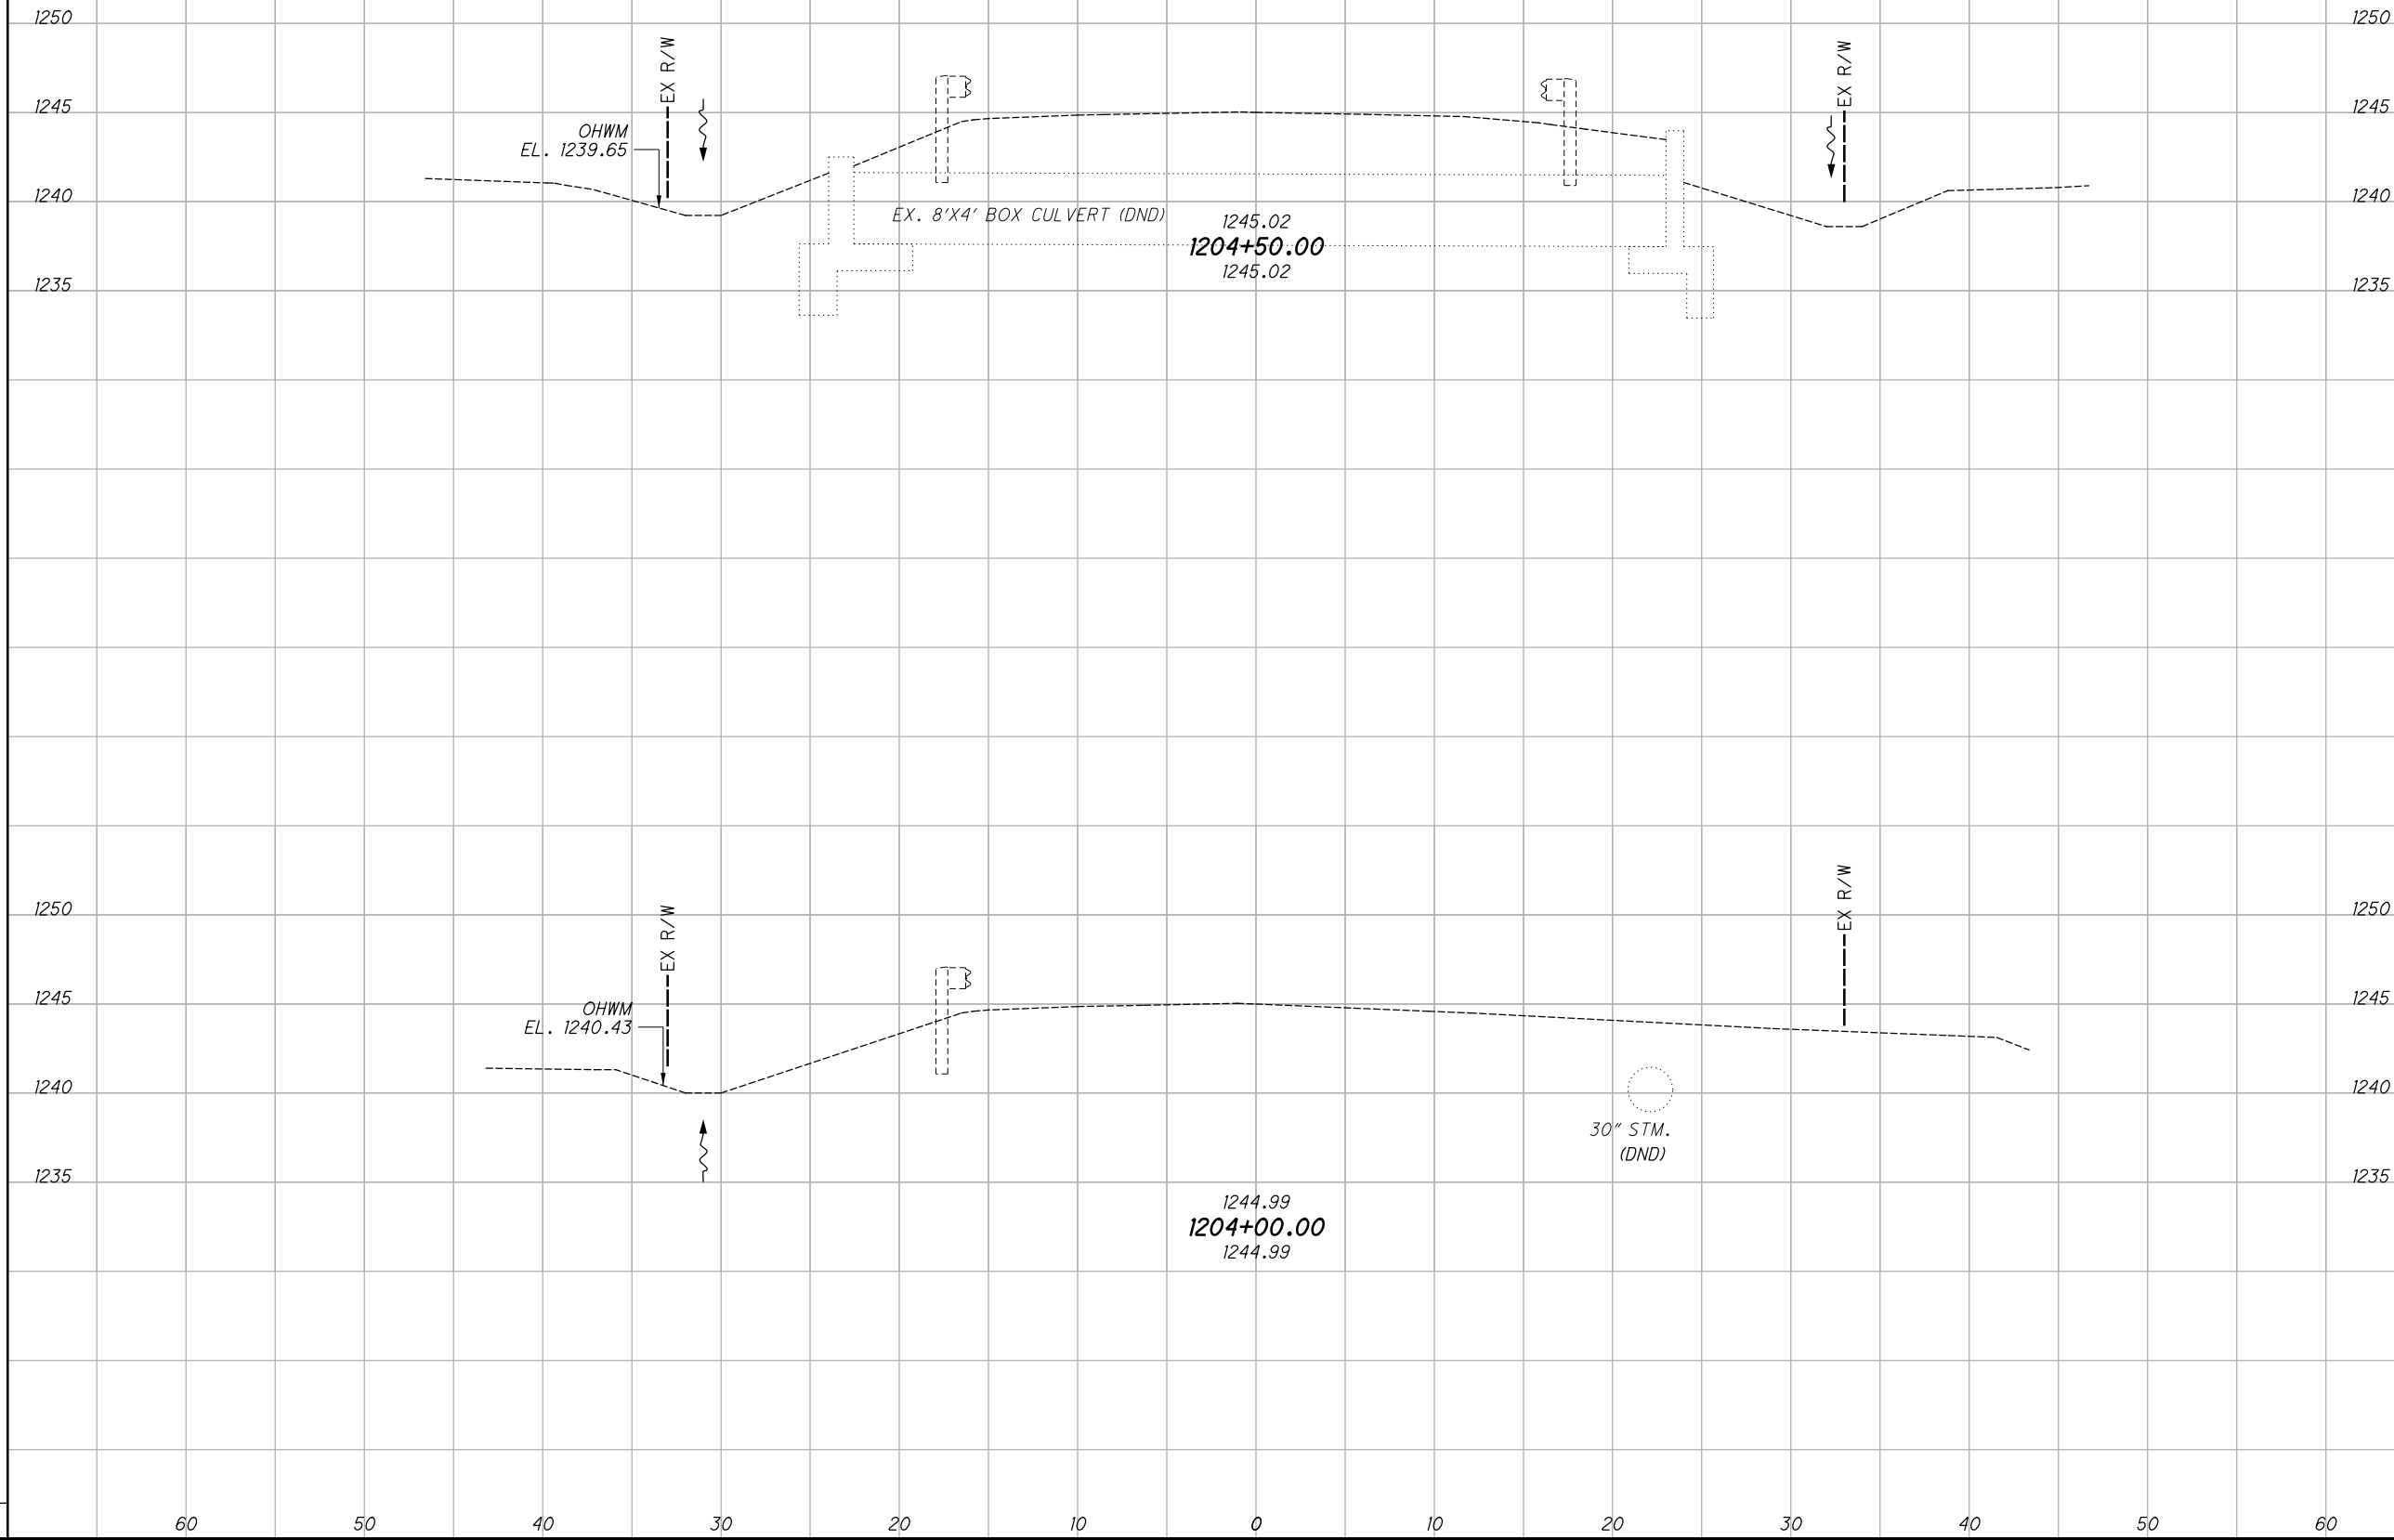 1250
1250
EX R/W
EX R/W
1245
1245
OHWM
EL. 1239.65
1240
1240
EX. 8'X4' BOX CULVERT (DND)
1245.02
1204+50.00
1245.02
1235
1235
EX R/W
EX R/W
1250
1250
1245
1245
OHWM
EL. 1240.43
1240
1240
30" STM.
(DND)
1235
1235
1244.99
1204+00.00
1244.99
60 50 40 30 20 10 0 10 20 30 40 50 60